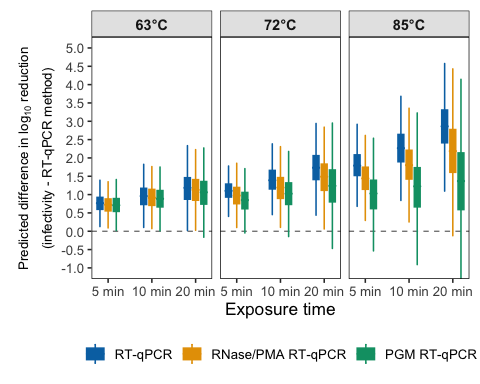 63°C 72°C 85°C
Predicted difference in log10 reduction
(infectivity - RT-qPCR method)
5.0
4.5
4.0
3.5
3.0
2.5
2.0
1.5
1.0
0.5
0.0
-0.5
-1.0
5 min 10 min 20 min 5 min 10 min 20 min 5 min 10 min 20 min
Exposure time
RT-qPCR RNase/PMA RT-qPCR PGM RT-qPCR